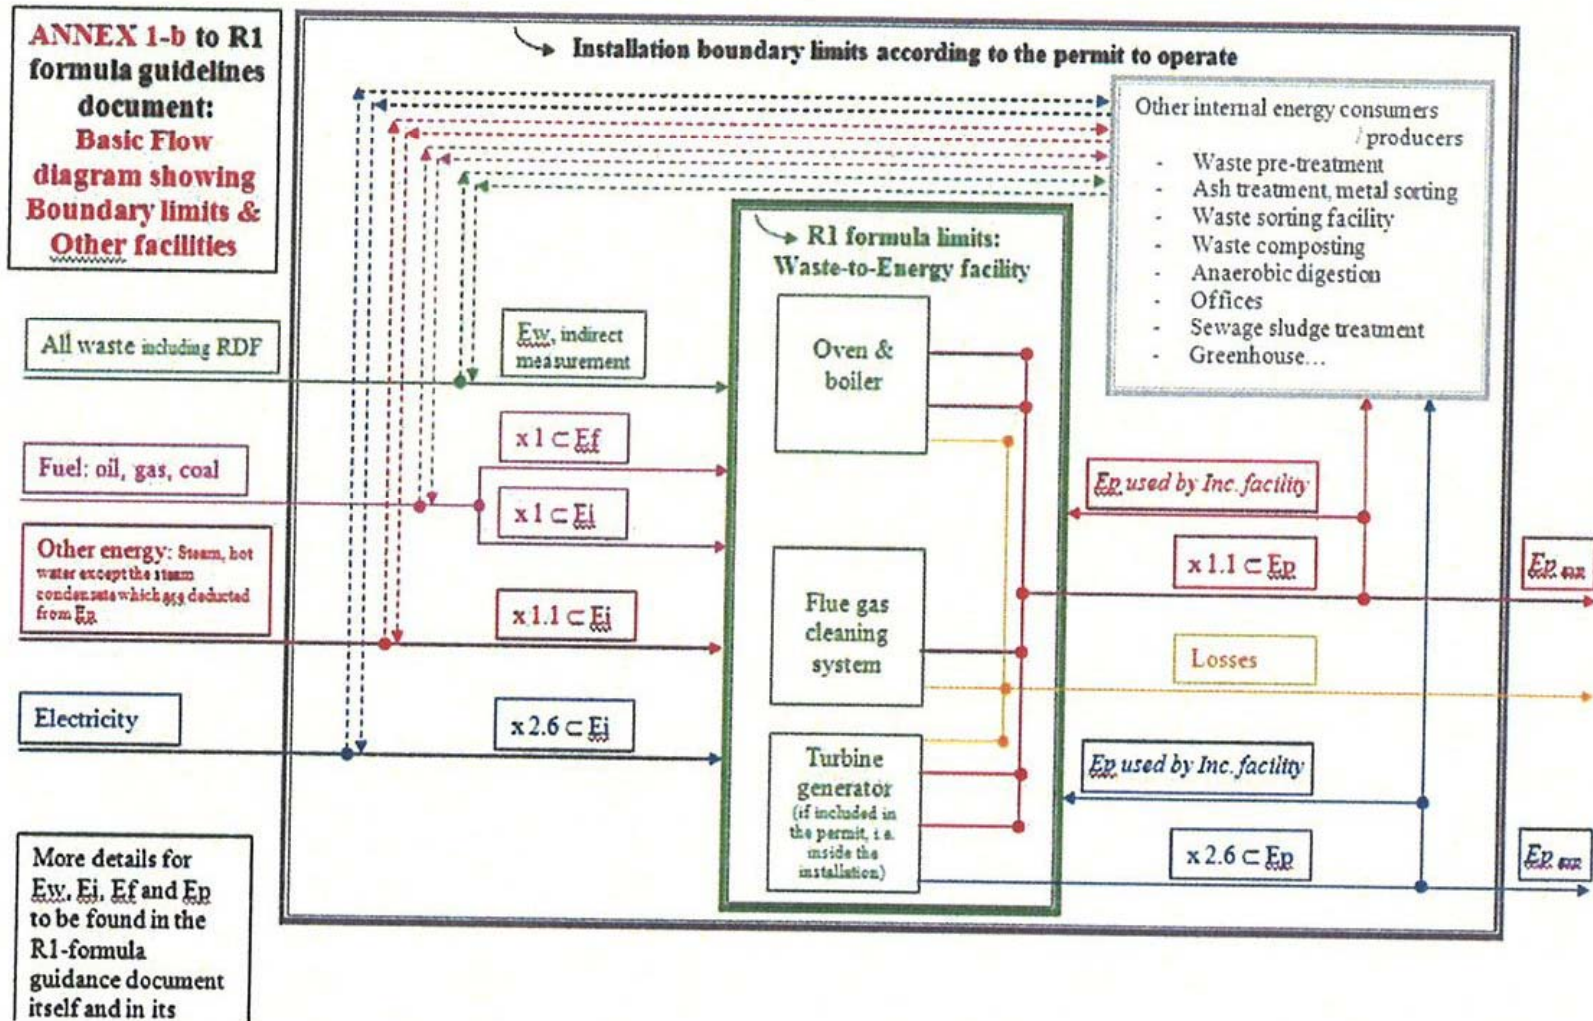 ANNEX 1-b to R1
formula guidelines
document:
Basic Flow
diagram showing
Boundary limits &
Other facilities
Installation boundary limits according to the permit to operate
Other internal energy consumers
/ producers
- Waste pre-treatment
- Ash treatment, metal sorting
- Waste sorting facility
- Waste composting
- Anaerobic digestion
- Offices
- Sewage sludge treatment
- Greenhouse...
R1 formula limits:
Waste-to-Energy facility
All waste including RDF
Ew, indirect
measurement
Oven &
boiler
x 1 ⊂ Ef
Fuel: oil, gas, coal
x 1 ⊂ Ei
Ep used by Inc. facility
Other energy: Steam, hot
water except the steam
condensate which are deducted
from Ep
x 1.1 ⊂ Ei
Flue gas
cleaning
system
x 1.1 ⊂ Ep
Ep exp
Losses
Electricity
x 2.6 ⊂ Ei
Turbine
generator
(if included in
the permit, i.e.
inside the
installation)
Ep used by Inc. facility
x 2.6 ⊂ Ep
Ep exp
More details for
Ew, Ei, Ef and Ep
to be found in the
R1-formula
guidance document
itself and in its